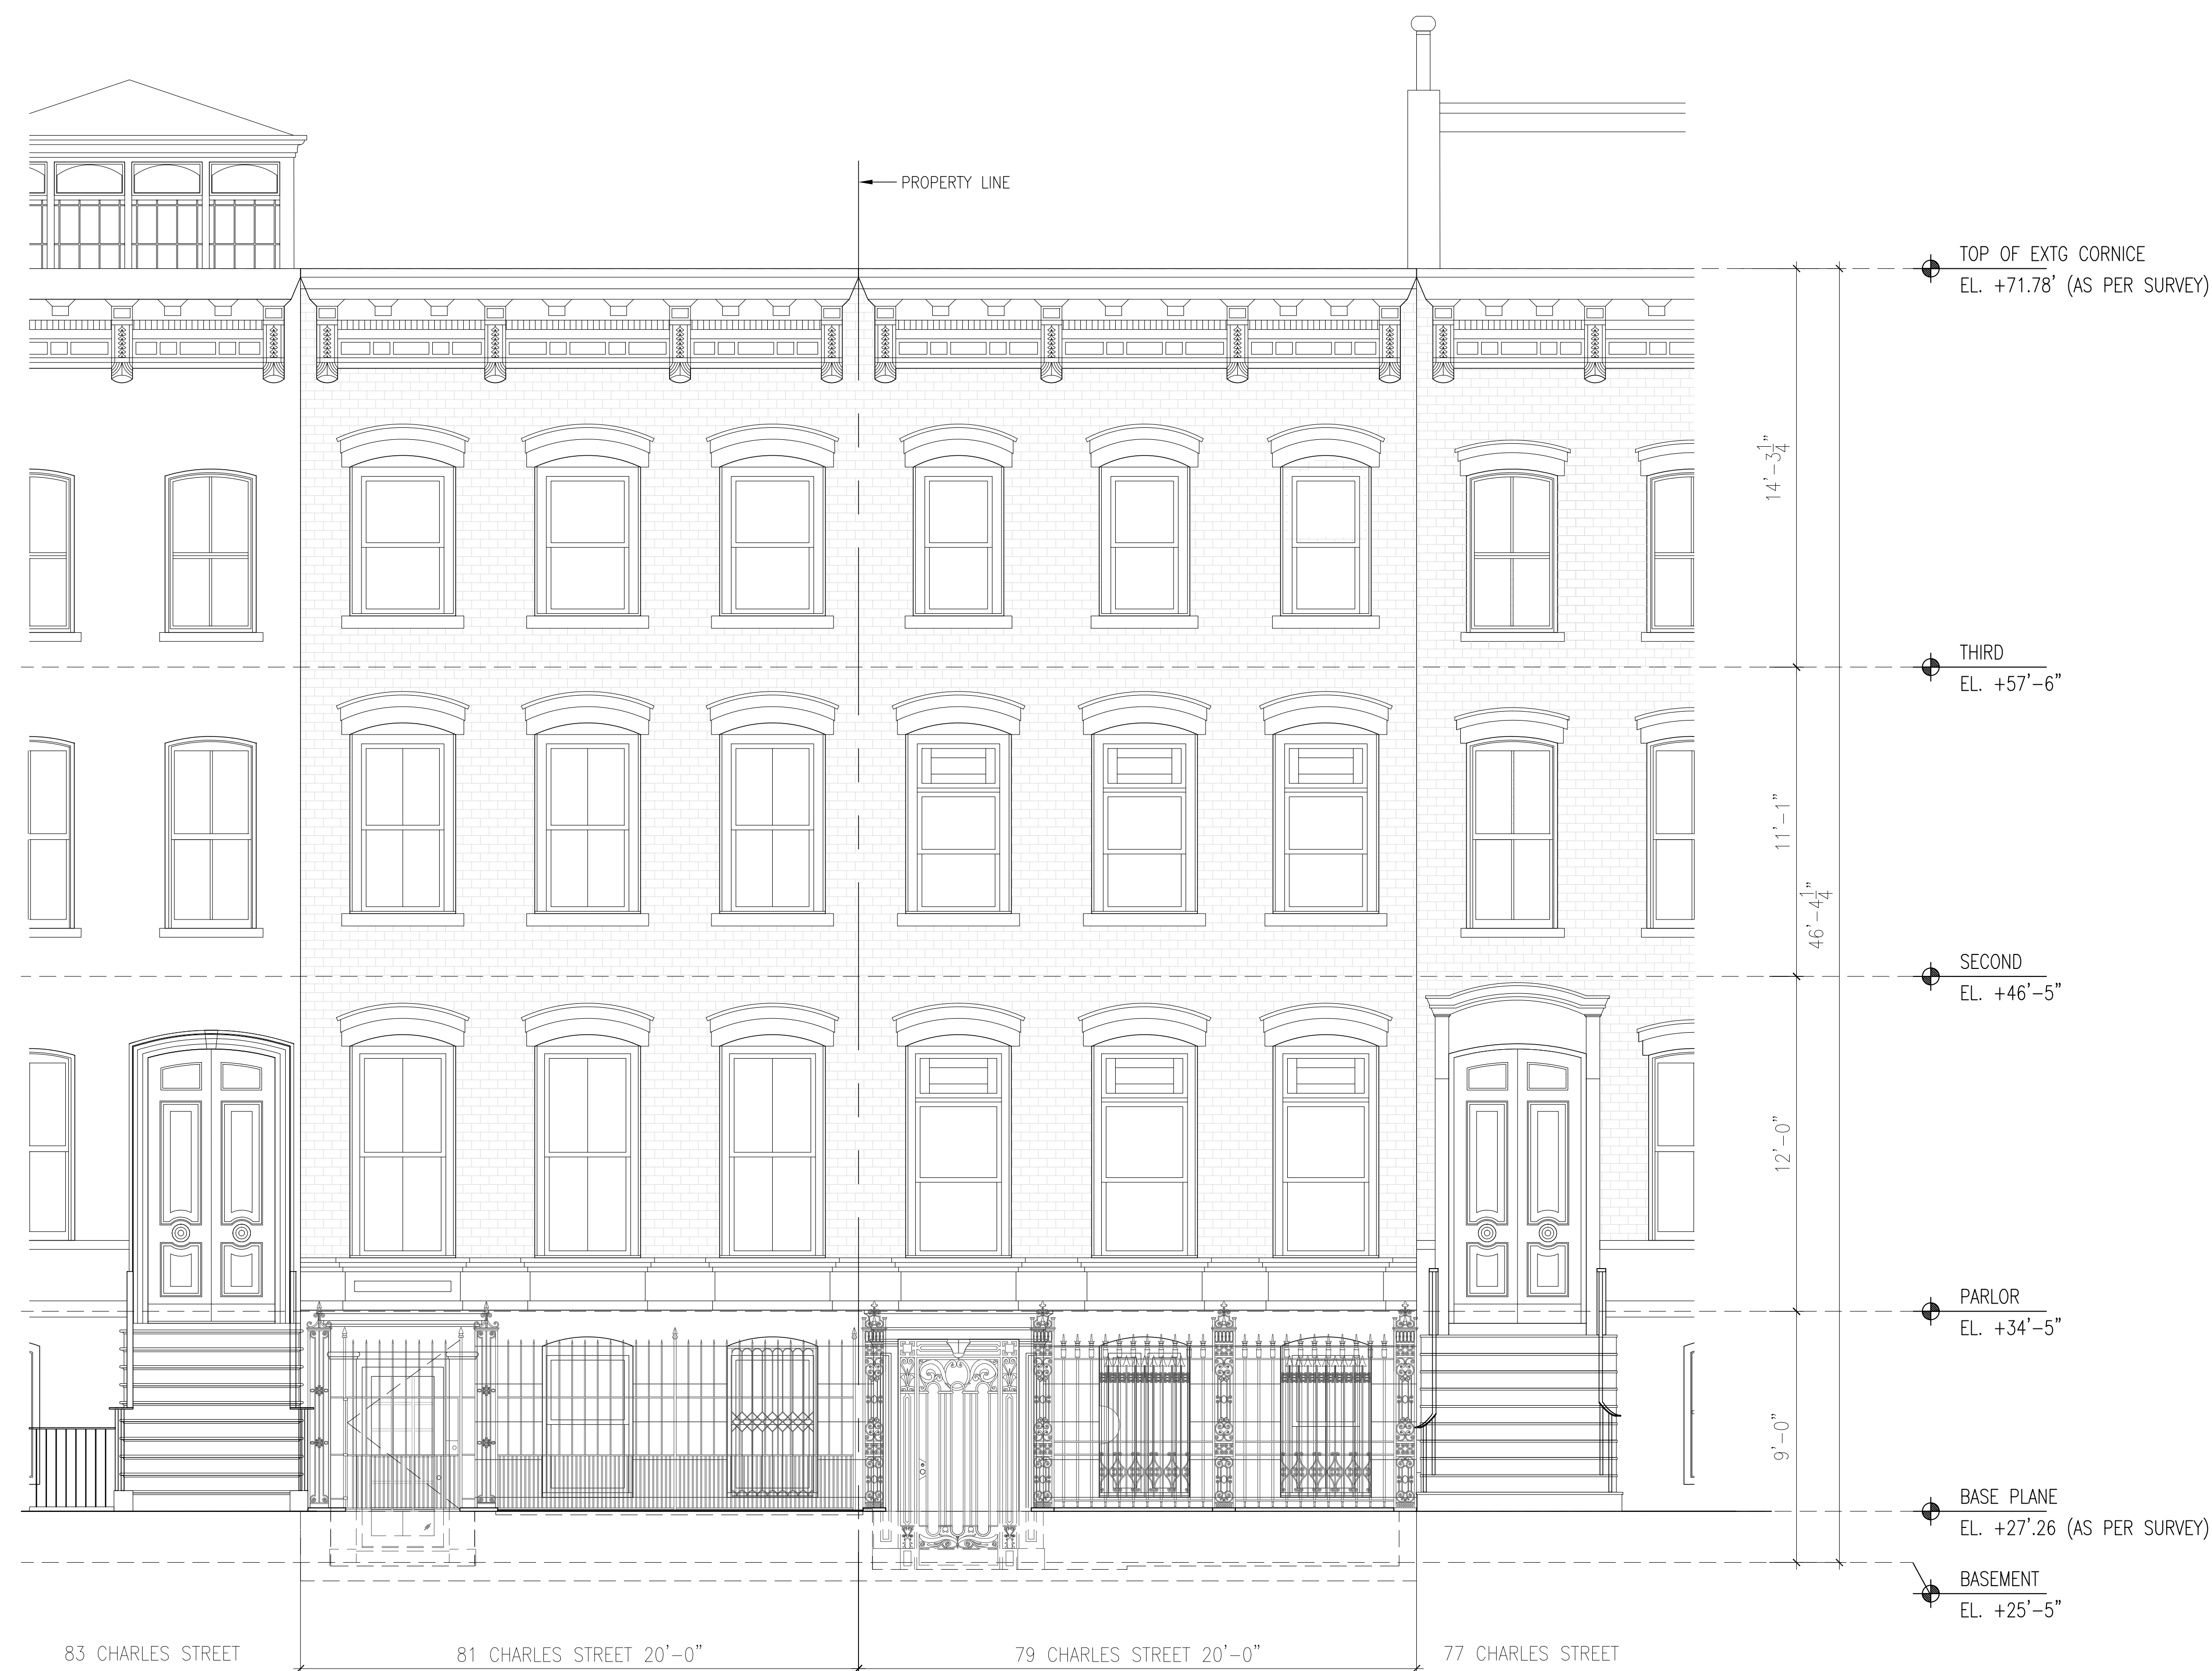 PROPERTY LINE
TOP OF EXTG CORNICE
EL. +71.78' (AS PER SURVEY)
14'-3 1/4"
THIRD
EL. +57'-6"
11'-1"
46'-4 1/4"
SECOND
EL. +46'-5"
12'-0"
PARLOR
EL. +34'-5"
9'-0"
BASE PLANE
EL. +27'.26 (AS PER SURVEY)
BASEMENT
EL. +25'-5"
83 CHARLES STREET
81 CHARLES STREET 20'-0"
79 CHARLES STREET 20'-0"
77 CHARLES STREET